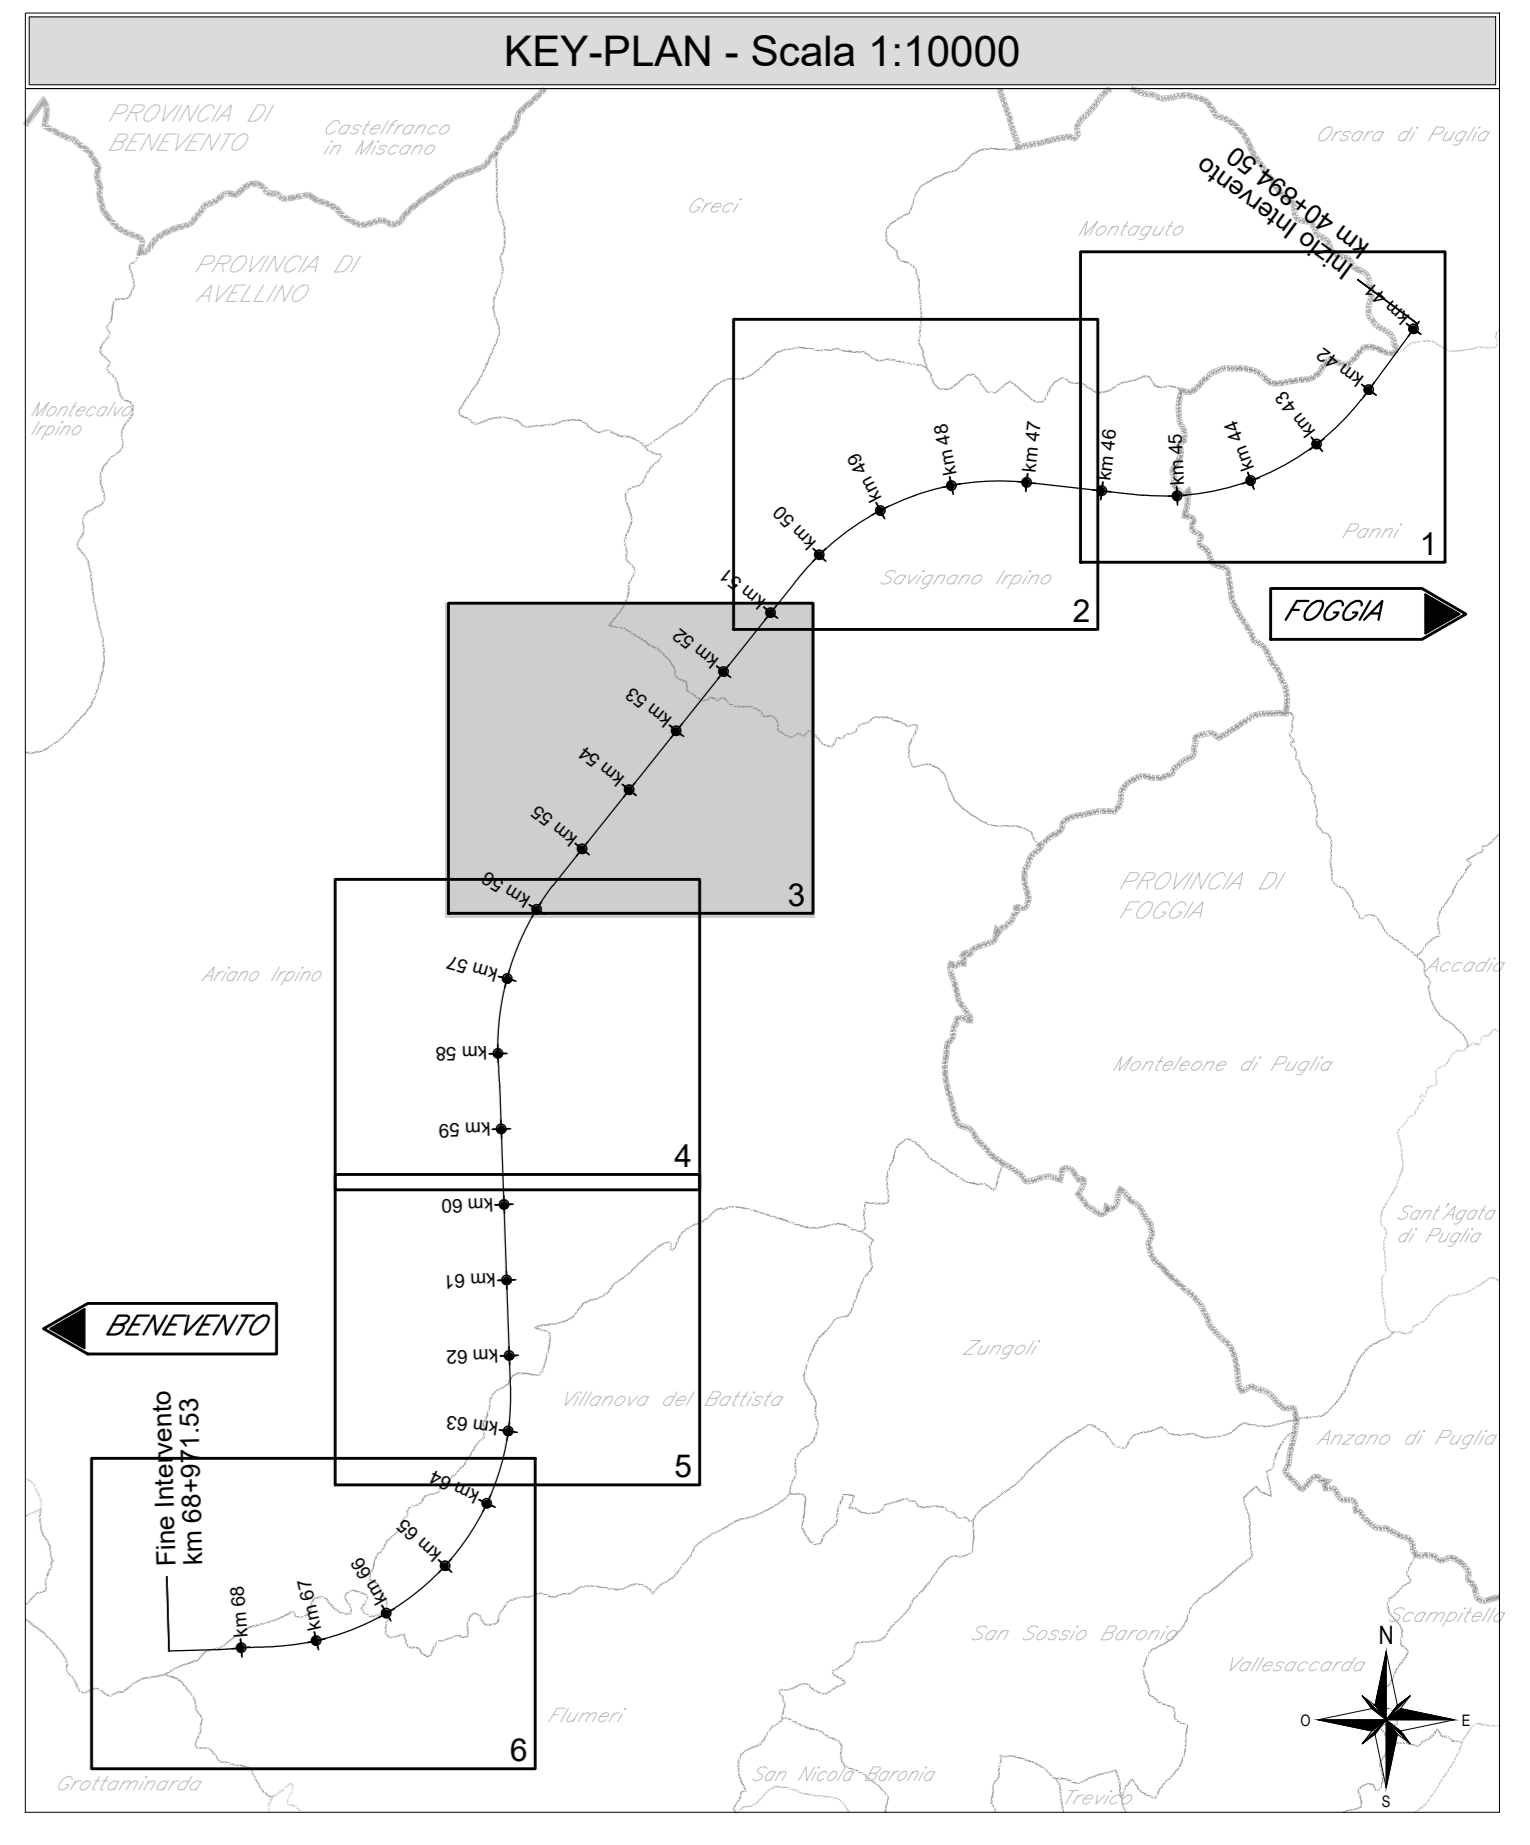 KEY-PLAN - Scala 1:10000
PROVINCIA DI
BENEVENTO
Castelfranco
in Miscano
Orsara di Puglia
Greci
Montaguto
Inizio Intervento
km 40+894.50
PROVINCIA DI
AVELLINO
km 41
km 42
km 43
km 44
km 45
km 46
km 47
km 48
km 49
km 50
km 51
Montecalvo
Irpino
Panni
1
Savignano Irpino
2
FOGGIA
km 52
km 53
km 54
km 55
km 56
3
PROVINCIA DI
FOGGIA
Ariano Irpino
Accadia
km 57
km 58
km 59
Monteleone di Puglia
4
km 60
km 61
km 62
km 63
Sant'Agata
di Puglia
BENEVENTO
Zungoli
Villanova del Battista
Anzano di Puglia
5
Fine Intervento
km 68+971.53
km 64
km 65
km 66
km 67
km 68
Scampitella
San Sossio Baronia
Vallesaccarda
Flumeri
6
Grottaminarda
San Nicola Baronia
Trevico
N
O
E
S